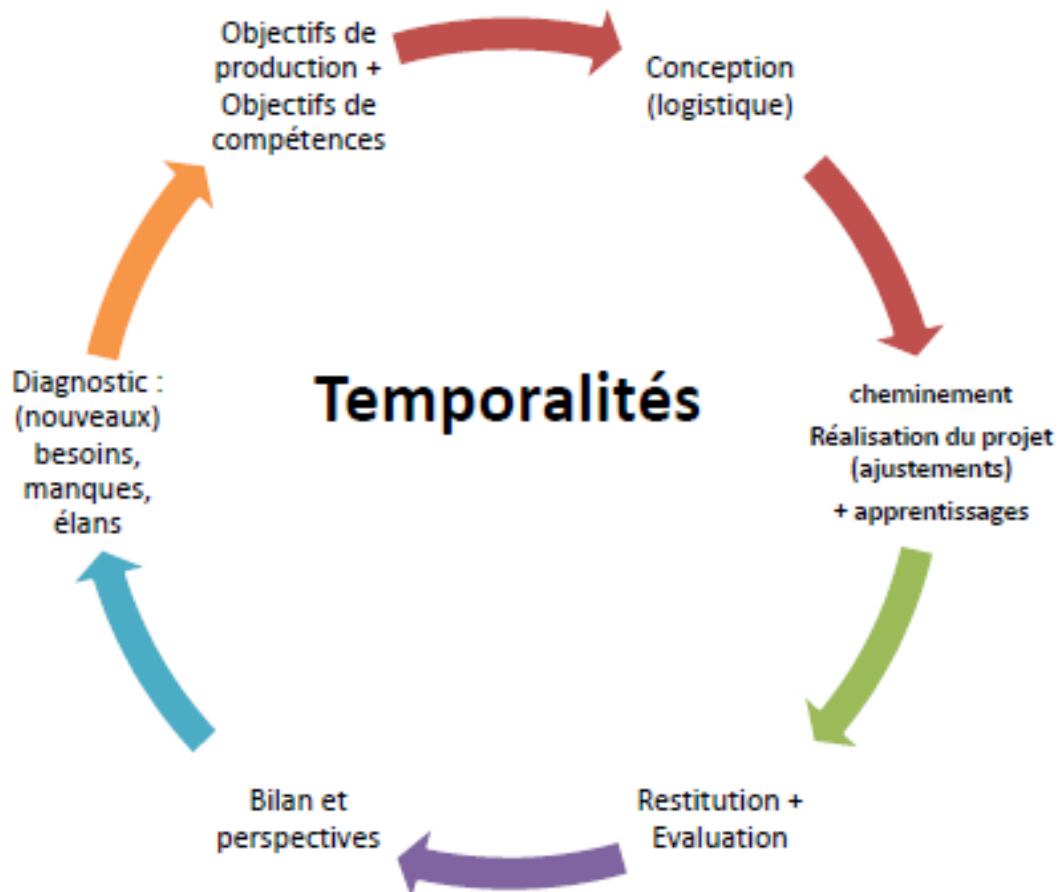 Objectifs de
production +
Objectifs de
compétences
Conception
(logistique)
cheminement
Réalisation du projet
(ajustements)
+ apprentissages
Restitution +
Evaluation
Bilan et
perspectives
Diagnostic :
(nouveaux)
besoins,
manques,
élans
Temporalités